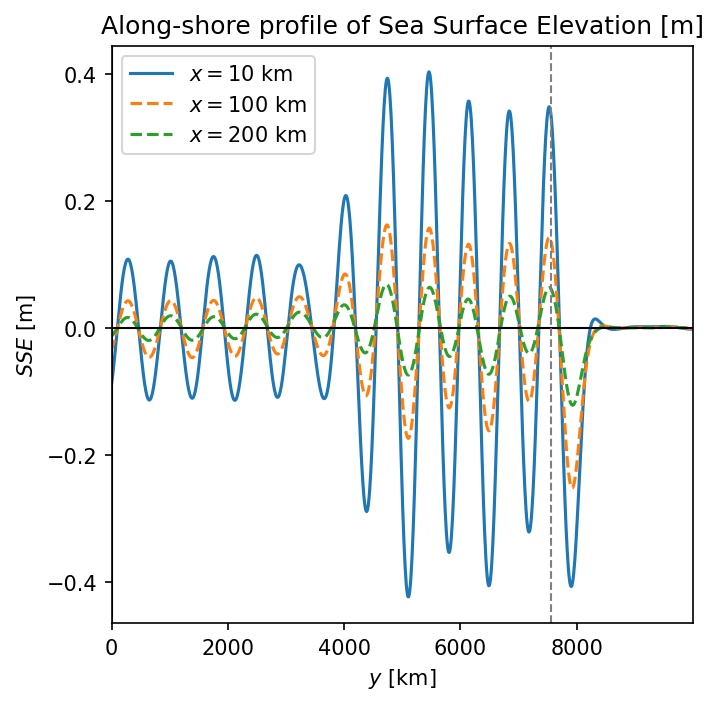 Along-shore profile of Sea Surface Elevation [m]
x = 10 km
x = 100 km
x = 200 km
0.4
0.2
0.0
−0.2
−0.4
SSE [m]
0 2000 4000 6000 8000
y [km]